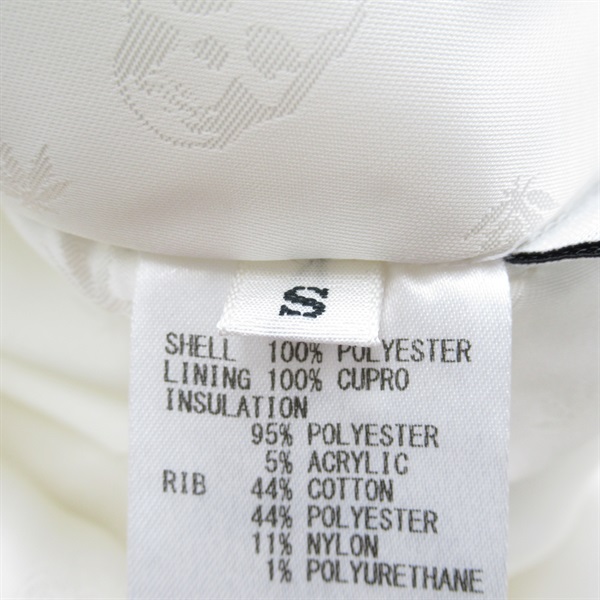 S
SHELL 100% POLYESTER
LINING 100% CUPRO
INSULATION
95% POLYESTER
5% ACRYLIC
RIB 44% COTTON
44% POLYESTER
11% NYLON
1% POLYURETHANE